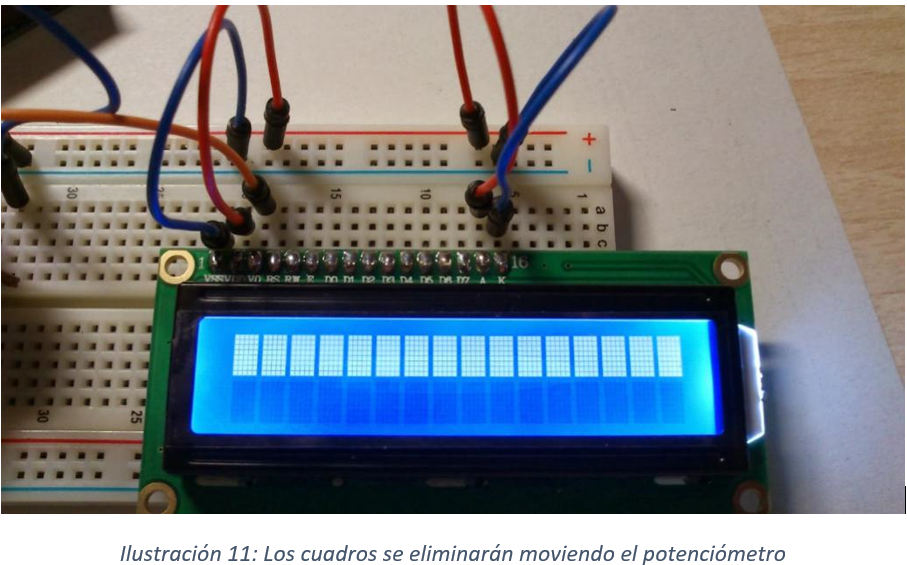 +
-
30
15
10
5
1
a
b
c
1
16
VSS VDD VO RS RW E D0 D1 D2 D3 D4 D5 D6 D7 A K
30
25
Ilustración 11: Los cuadros se eliminarán moviendo el potenciómetro